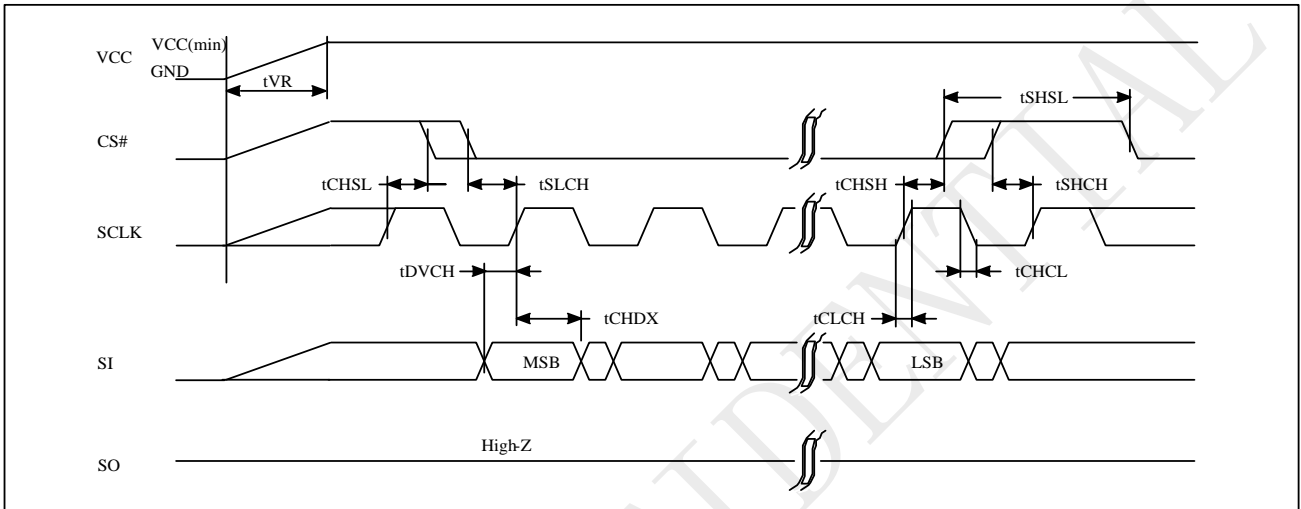 VCC
VCC(min)
GND
tVR
tSHSL
CS#
tCHSL
tSLCH
tCHSH
tSHCH
SCLK
tDVCH
tCHCL
tCHDX
tCLCH
SI
MSB
LSB
High-Z
SO
IDENTIAL